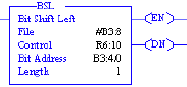 BSL
Bit Shift Left
EN
File #B3:8
DN
Control R6:10
Bit Address B3:4/0
Length 1